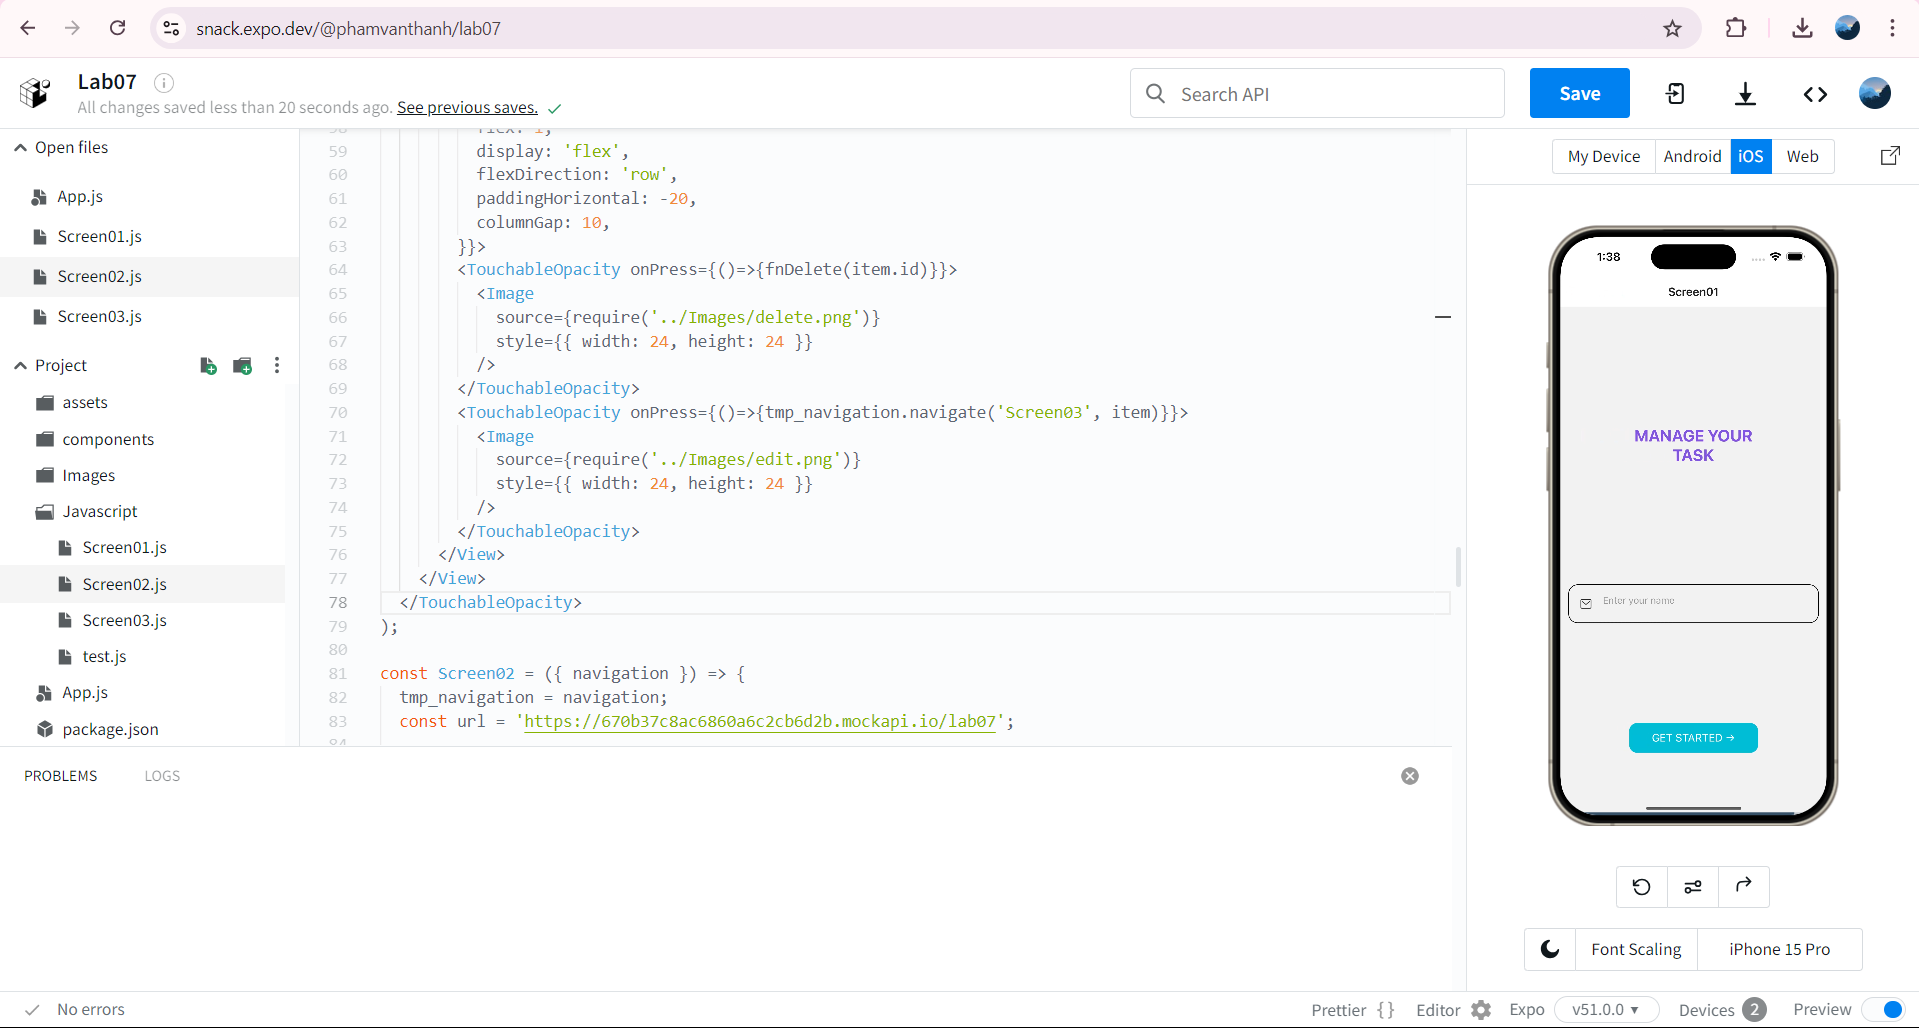 snack.expo.dev/@phamvanthanh/lab07
Lab07
All changes saved less than 20 seconds ago. See previous saves.
Search API
Save
Open files
App.js
Screen01.js
Screen02.js
Screen03.js
Project
assets
components
Images
Javascript
Screen01.js
Screen02.js
Screen03.js
test.js
App.js
package.json
58 flex: 1,
59 display: 'flex',
60 flexDirection: 'row',
61 paddingHorizontal: -20,
62 columnGap: 10,
63 }}>
64 <TouchableOpacity onPress={()=>{fnDelete(item.id)}}>
65 <Image
66 source={require('../Images/delete.png')}
67 style={{ width: 24, height: 24 }}
68 />
69 </TouchableOpacity>
70 <TouchableOpacity onPress={()=>{tmp_navigation.navigate('Screen03', item)}}>
71 <Image
72 source={require('../Images/edit.png')}
73 style={{ width: 24, height: 24 }}
74 />
75 </TouchableOpacity>
76 </View>
77 </View>
78 </TouchableOpacity>
79 );
80
81 const Screen02 = ({ navigation }) => {
82 tmp_navigation = navigation;
83 const url = 'https://670b37c8ac6860a6c2cb6d2b.mockapi.io/lab07';
84
PROBLEMS LOGS
My Device Android iOS Web
1:38
Screen01
MANAGE YOUR
TASK
Enter your name
GET STARTED →
Font Scaling iPhone 15 Pro
No errors
Prettier {} Editor Expo v51.0.0 ▾ Devices 2 Preview